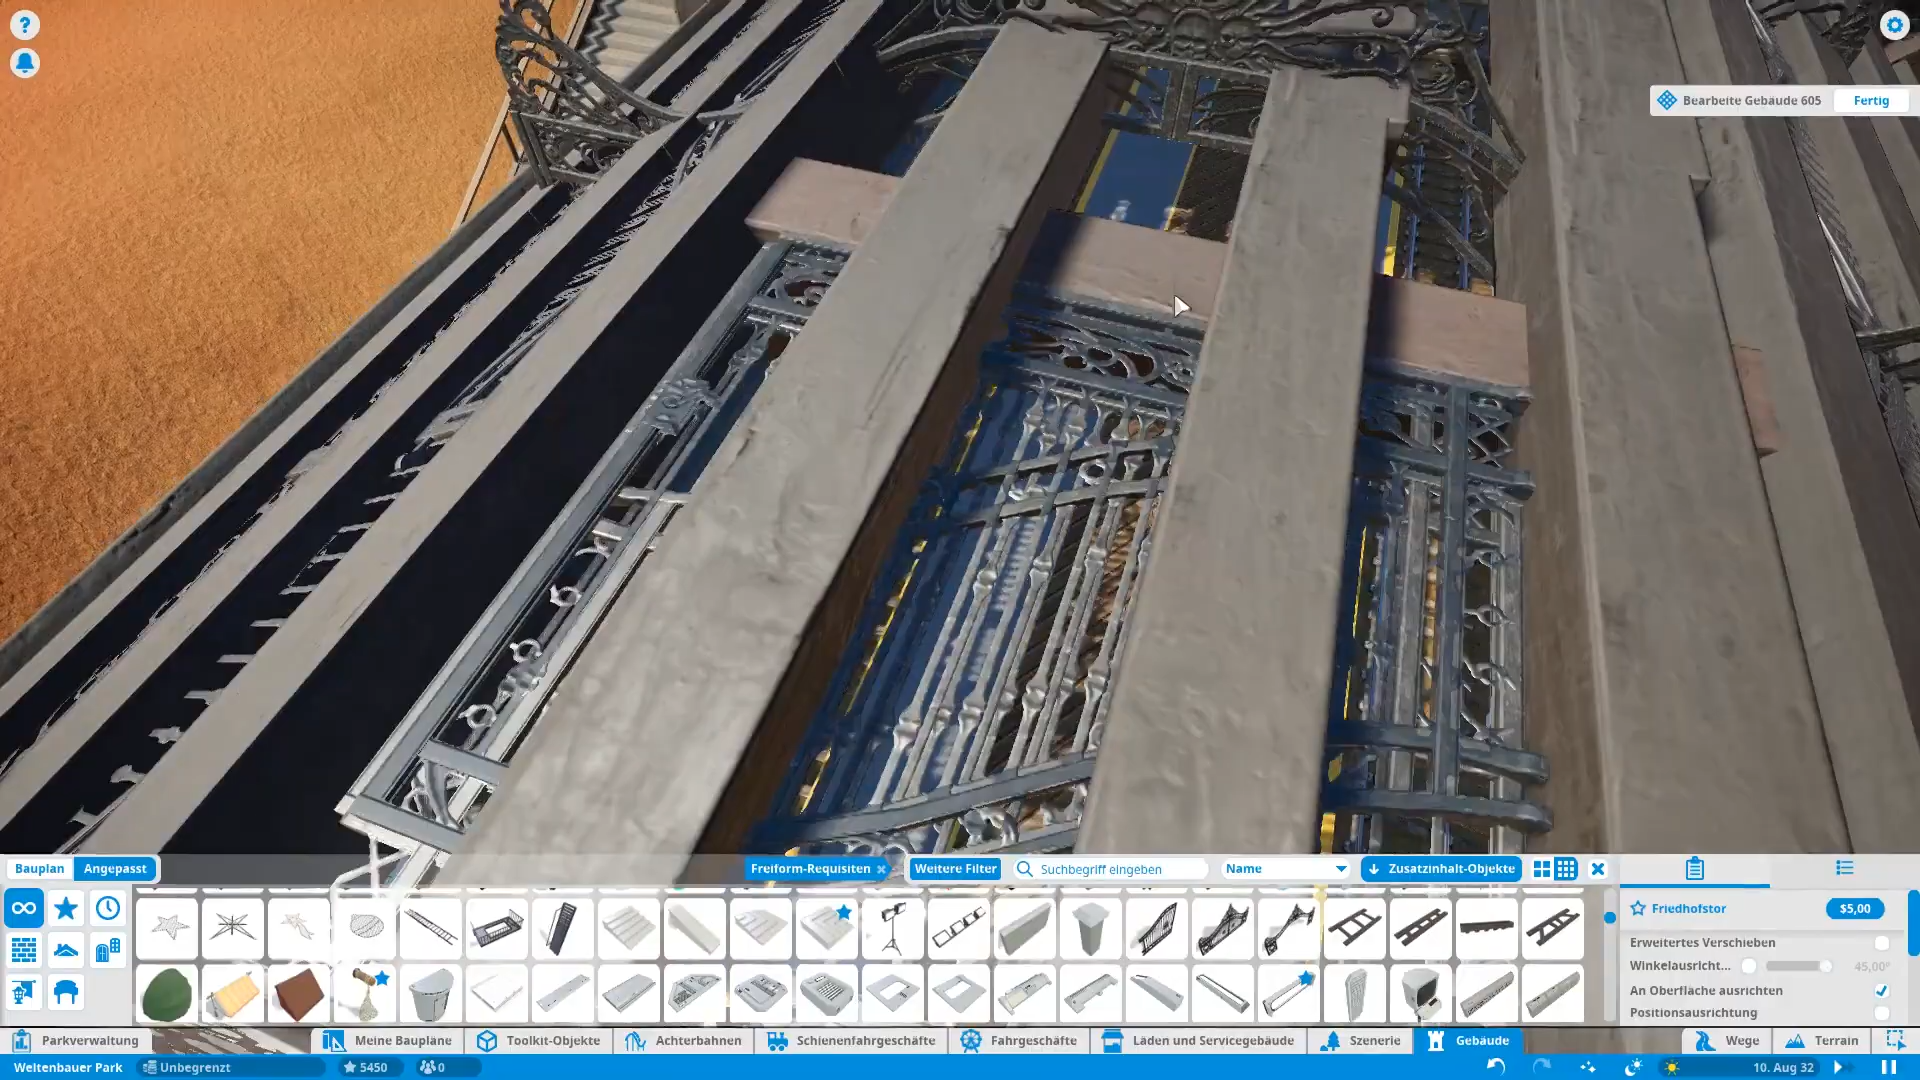 ?
Bearbeite Gebäude 605
Fertig
Bauplan
Angepasst
Freiform-Requisiten ×
Weitere Filter
Suchbegriff eingeben
Name
Zusatzinhalt-Objekte
Friedhofstor
$5,00
Erweitertes Verschieben
Winkelausricht...
45,00°
An Oberfläche ausrichten
Positionsausrichtung
Parkverwaltung
Meine Baupläne
Toolkit-Objekte
Achterbahnen
Schienenfahrgeschäfte
Fahrgeschäfte
Läden und Servicegebäude
Szenerie
Gebäude
Wege
Terrain
Weltenbauer Park
Unbegrenzt
5450
0
10. Aug 32